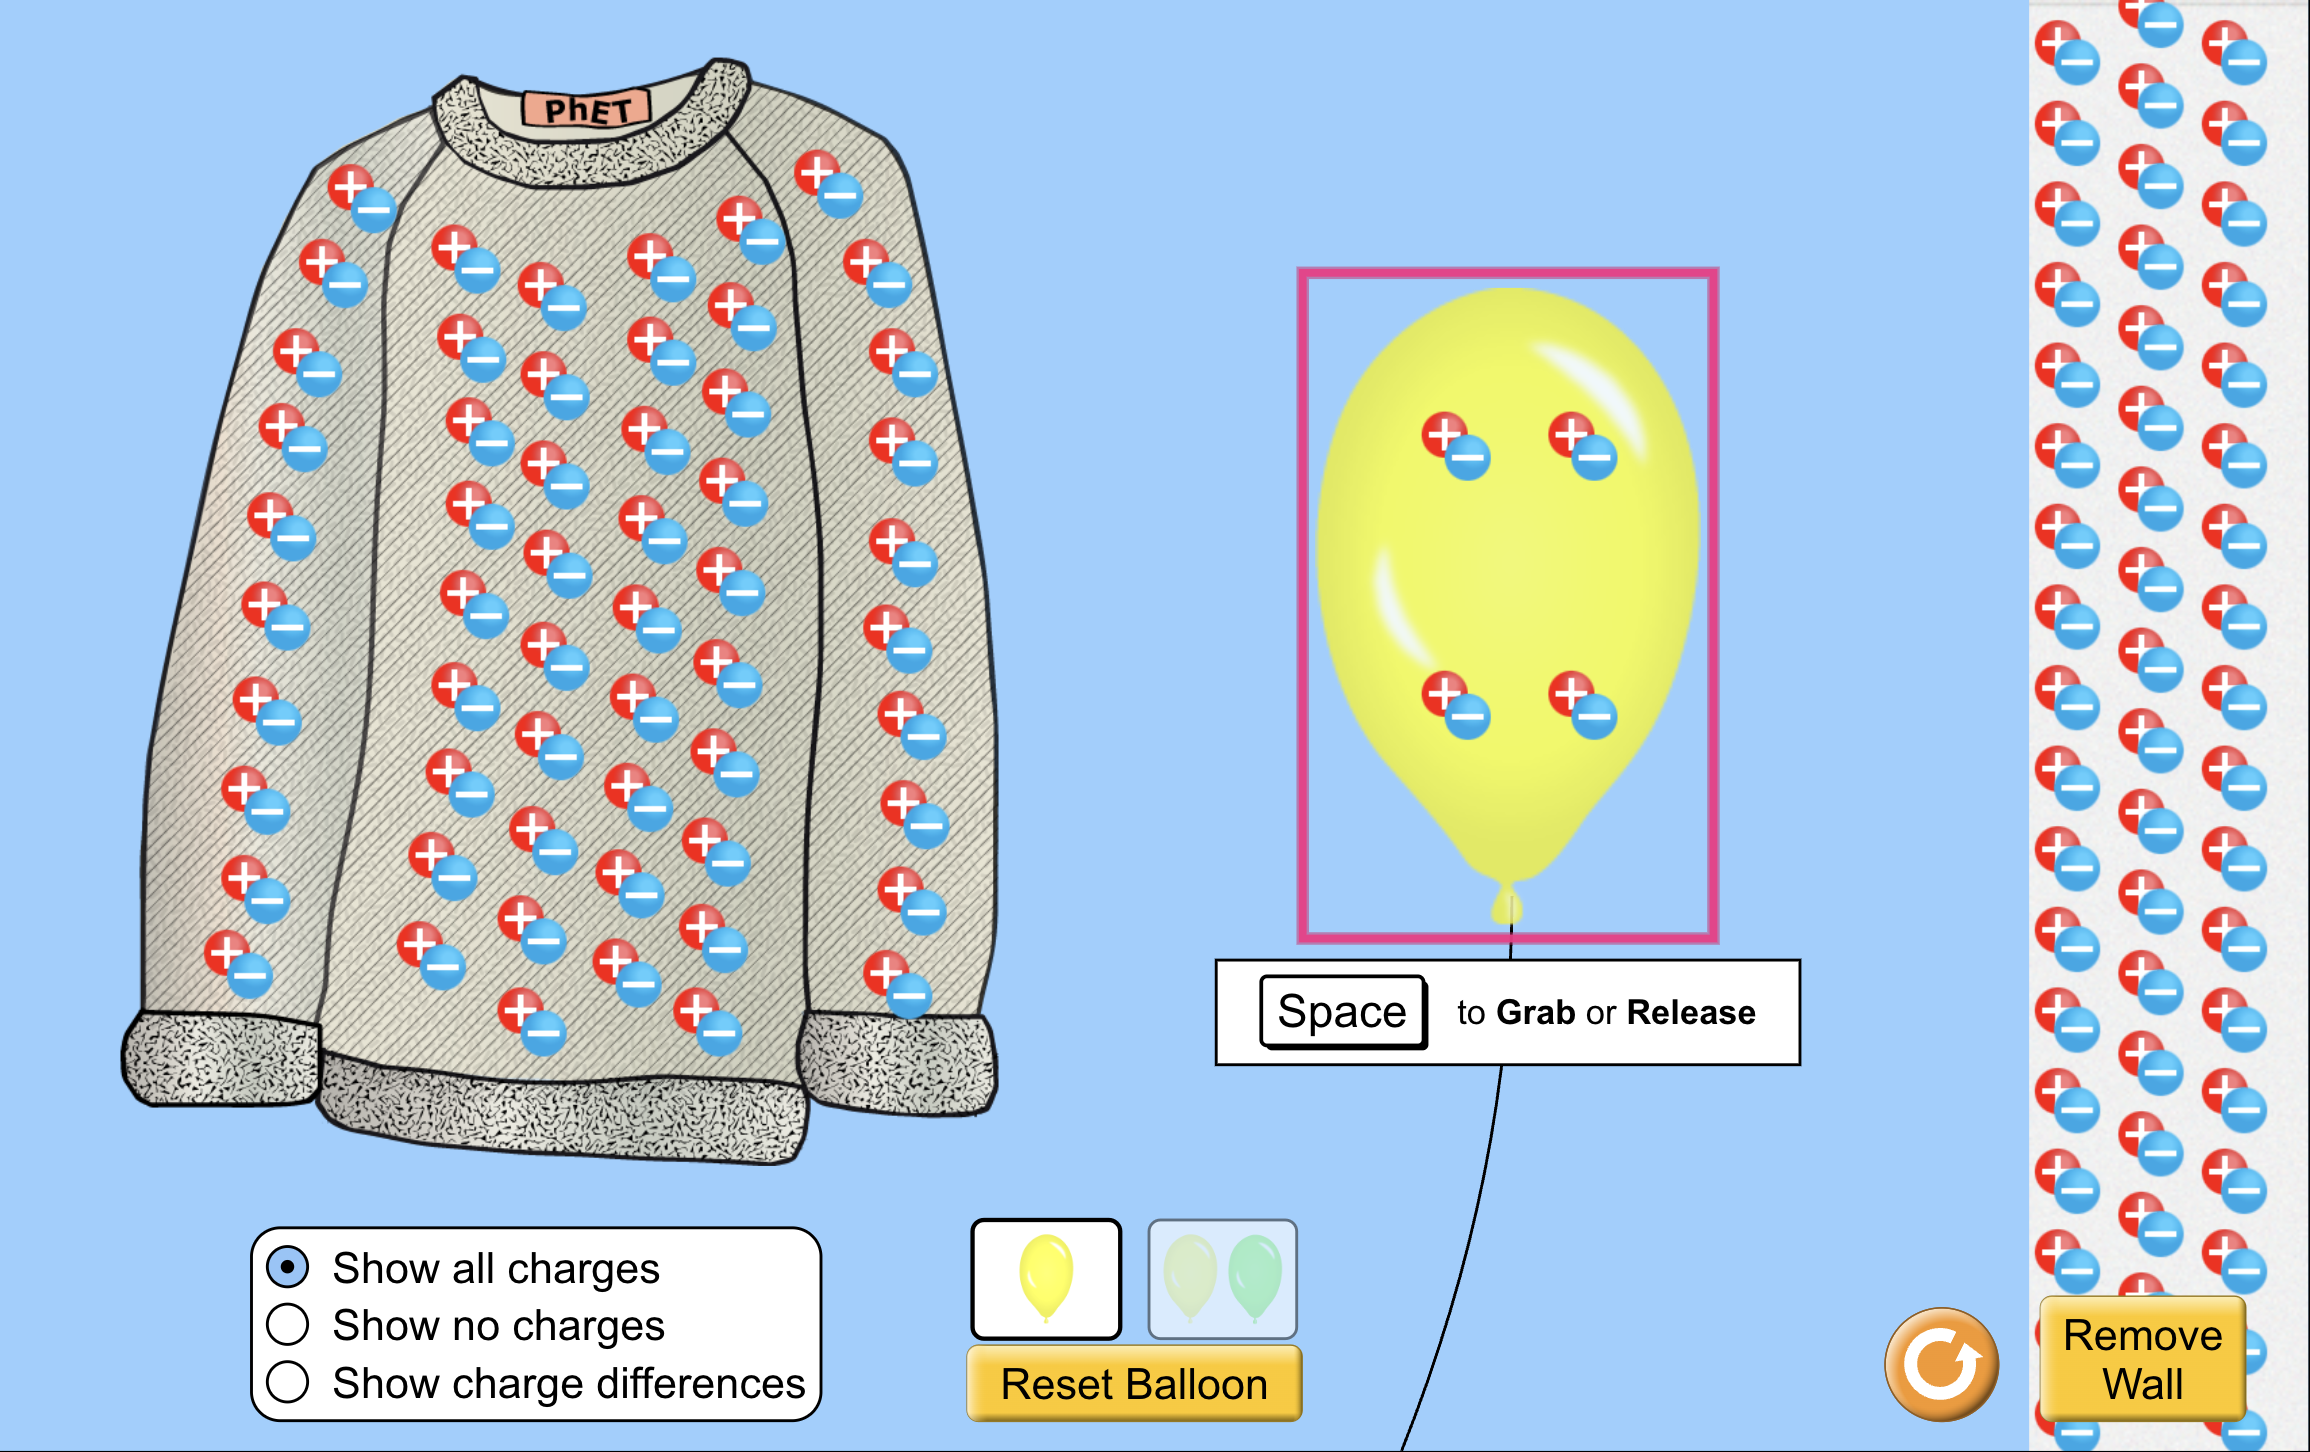 PhET
Space to Grab or Release
Show all charges
Show no charges
Show charge differences
Reset Balloon
Remove
Wall